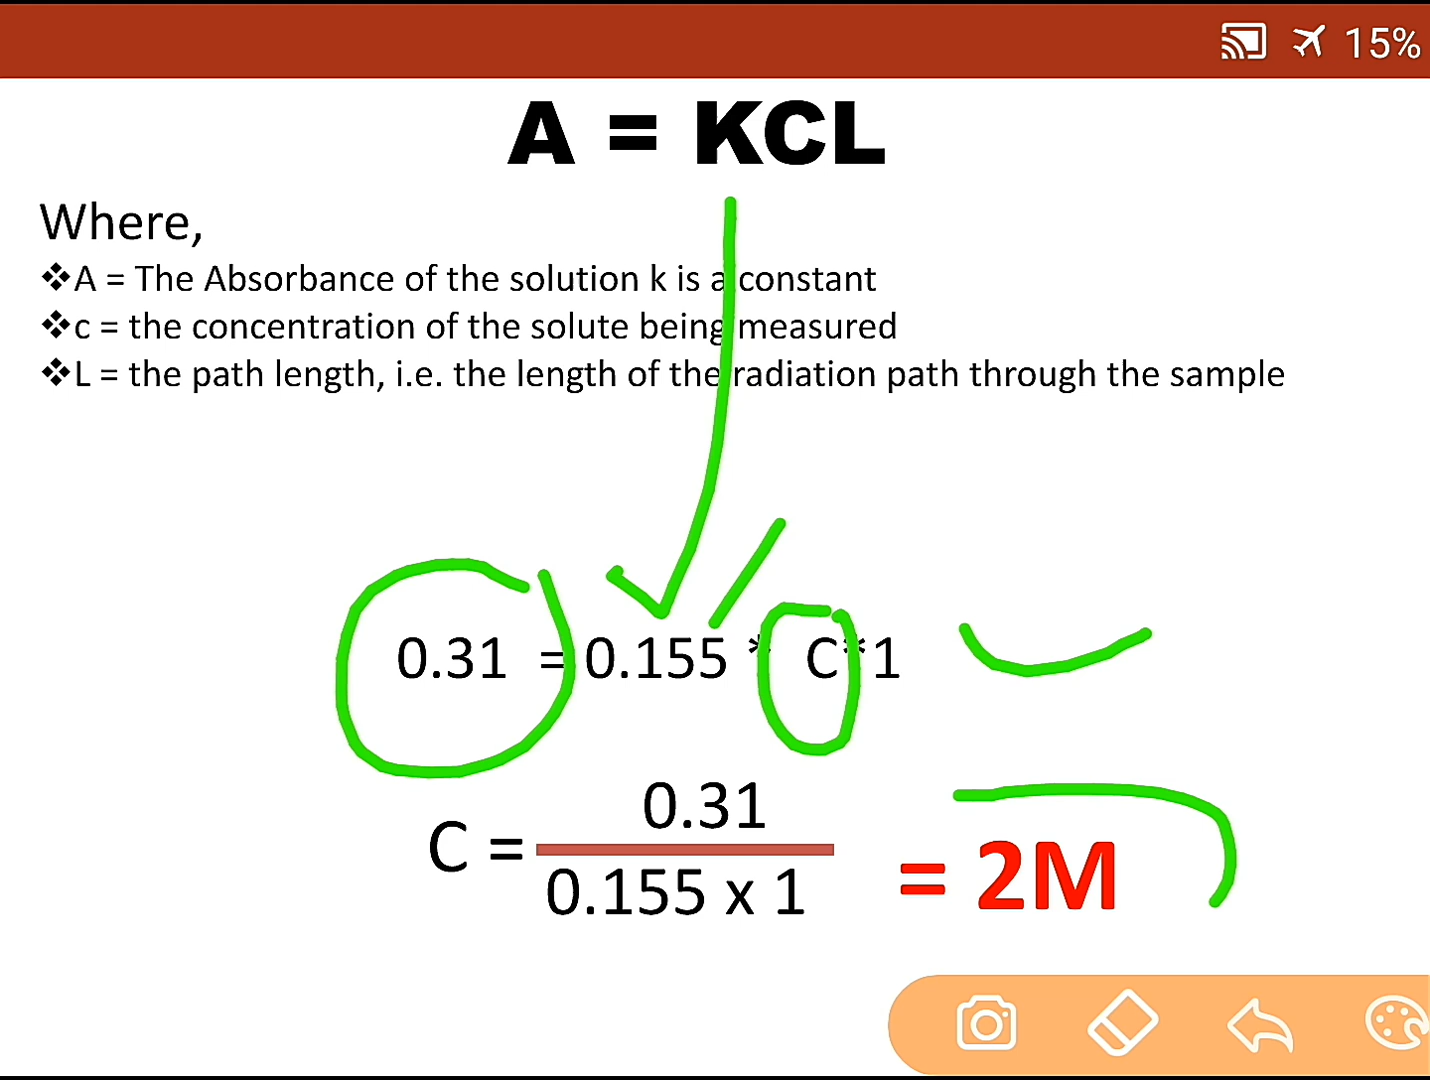 15%
A = KCL
Where,
❖A = The Absorbance of the solution k is a constant
❖c = the concentration of the solute being measured
❖L = the path length, i.e. the length of the radiation path through the sample
0.31 = 0.155 * C*1
0.31
C = = 2M
0.155 x 1